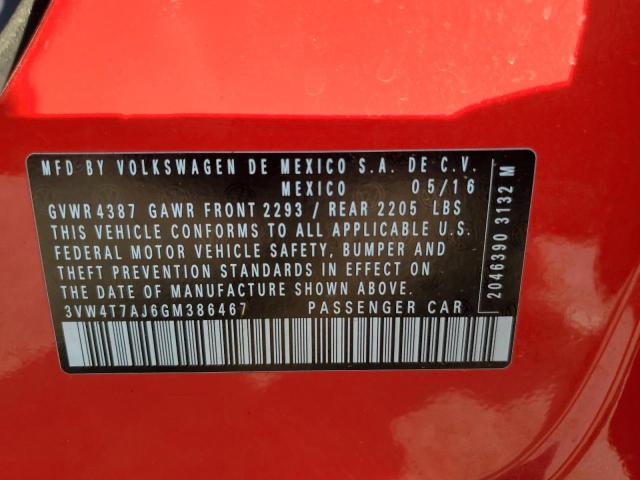 MFD BY VOLKSWAGEN DE MEXICO S.A. DE C.V.
MEXICO 05/16
GVWR 4387 GAWR FRONT 2293 / REAR 2205 LBS
THIS VEHICLE CONFORMS TO ALL APPLICABLE U.S.
FEDERAL MOTOR VEHICLE SAFETY, BUMPER AND
THEFT PREVENTION STANDARDS IN EFFECT ON
THE DATE OF MANUFACTURE SHOWN ABOVE.
3VW4T7AJ6GM386467 PASSENGER CAR
2046390 3132 M